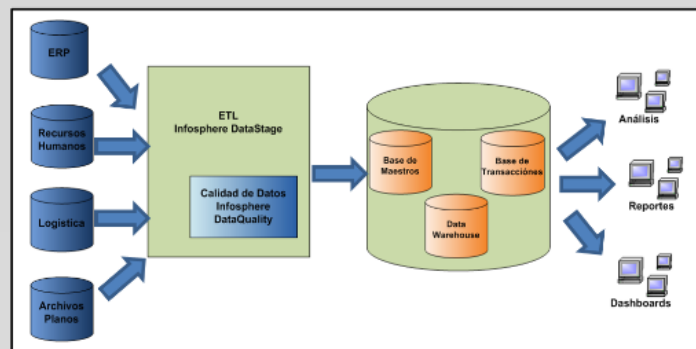 ERP
Recursos
Humanos
Logística
Archivos
Planos
ETL
Infosphere DataStage
Calidad de Datos
Infosphere
DataQuality
Base de
Maestros
Base de
Transacciónes
Data
Warehouse
Análisis
Reportes
Dashboards